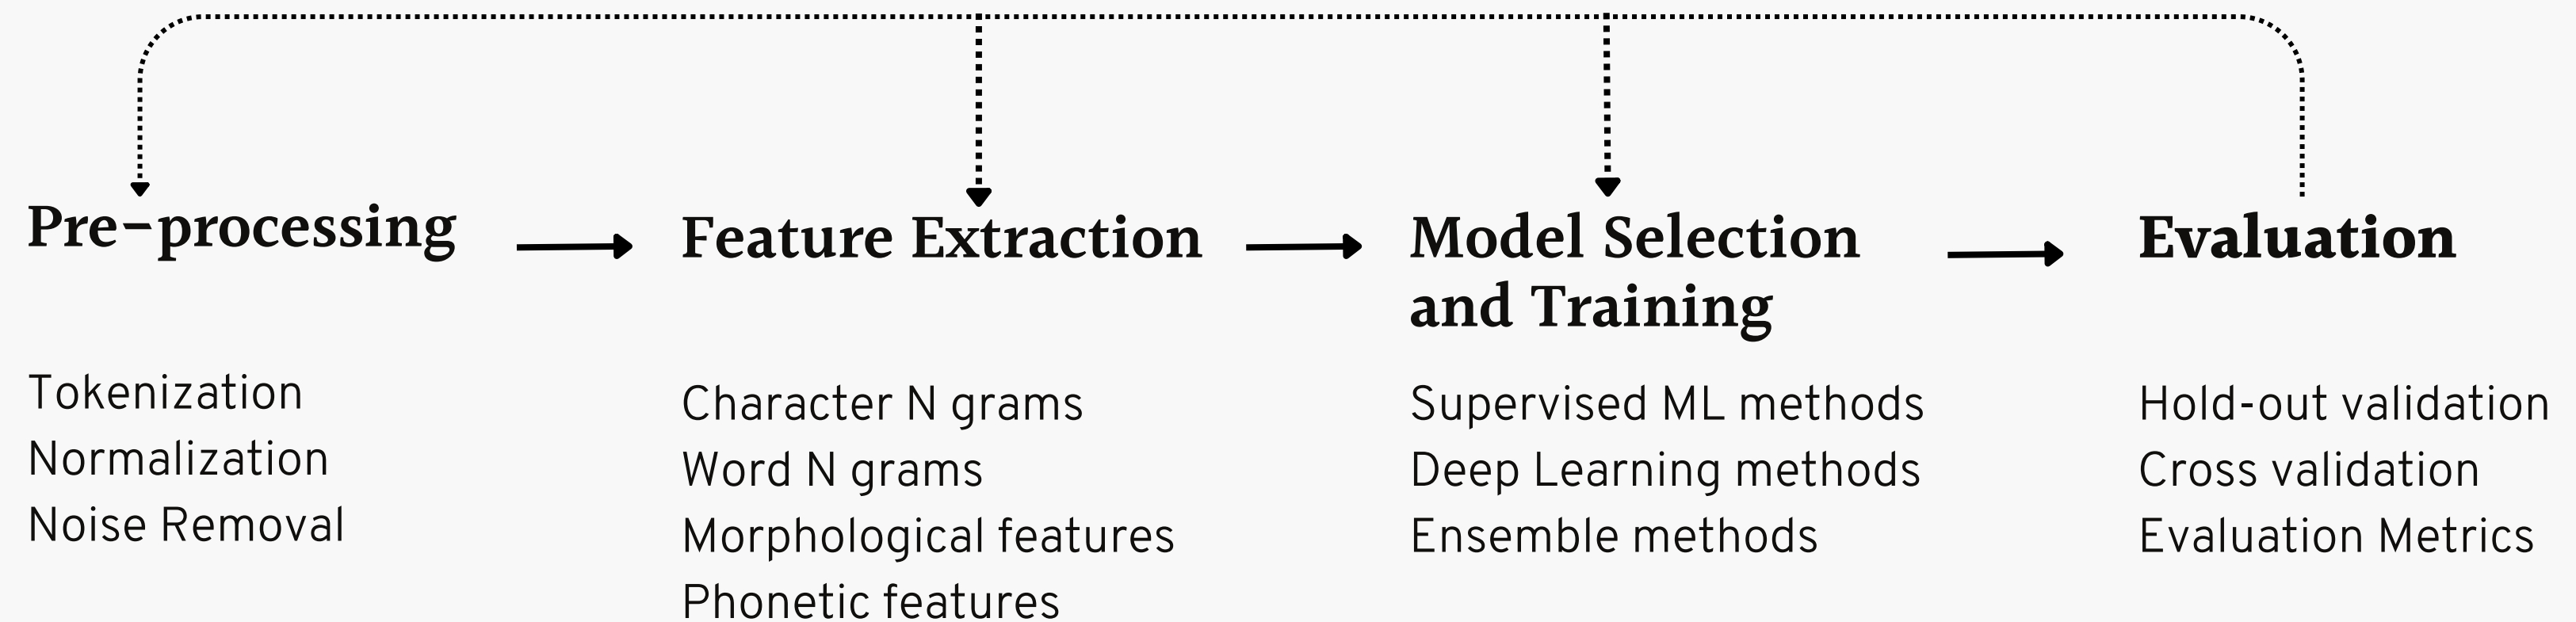 Pre-processing
Tokenization
Normalization
Noise Removal
Feature Extraction
Character N grams
Word N grams
Morphological features
Phonetic features
Model Selection
and Training
Supervised ML methods
Deep Learning methods
Ensemble methods
Evaluation
Hold-out validation
Cross validation
Evaluation Metrics